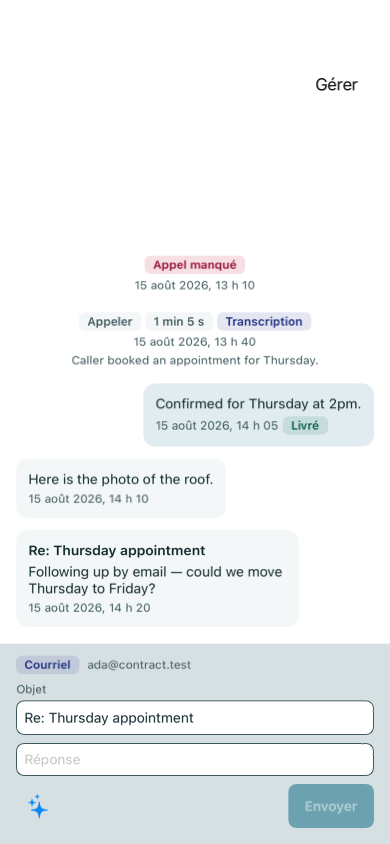 Gérer
Appel manqué
15 août 2026, 13 h 10
Appeler 1 min 5 s Transcription
15 août 2026, 13 h 40
Caller booked an appointment for Thursday.
Confirmed for Thursday at 2pm.
15 août 2026, 14 h 05 Livré
Here is the photo of the roof.
15 août 2026, 14 h 10
Re: Thursday appointment
Following up by email — could we move
Thursday to Friday?
15 août 2026, 14 h 20
Courriel ada@contract.test
Objet
Re: Thursday appointment
Réponse
Envoyer